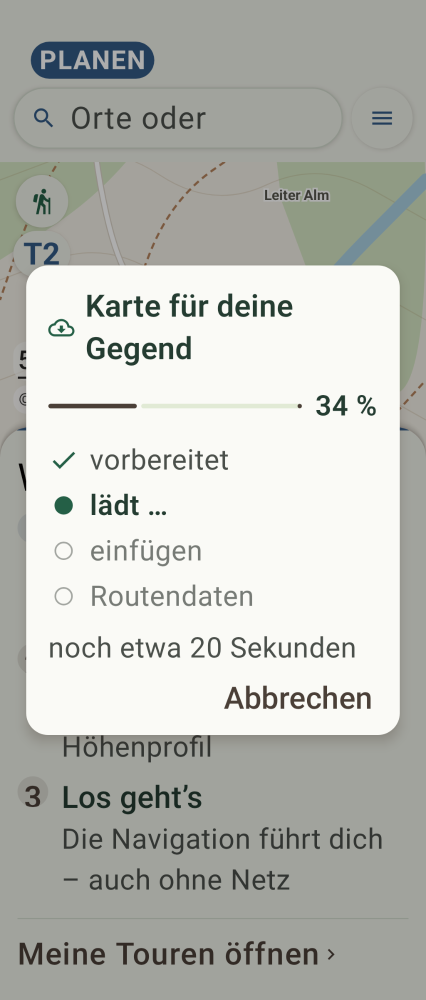 PLANEN
Orte oder
Leiter Alm
T2
Karte für deine
Gegend
34 %
vorbereitet
lädt …
einfügen
Routendaten
noch etwa 20 Sekunden
Abbrechen
Höhenprofil
3 Los geht’s
Die Navigation führt dich
– auch ohne Netz
Meine Touren öffnen ›